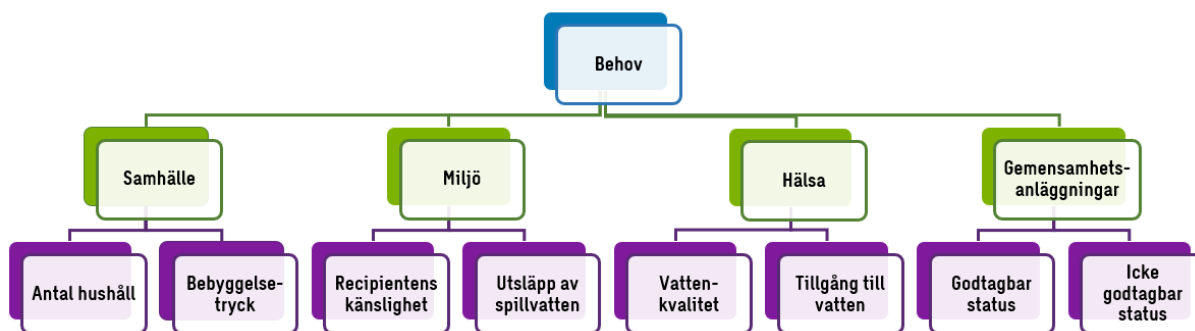 Behov
Samhälle
Miljö
Hälsa
Gemensamhets-
anläggningar
Antal hushåll
Bebyggelse-
tryck
Recipientens
känslighet
Utsläpp av
spillvatten
Vatten-
kvalitet
Tillgång till
vatten
Godtagbar
status
Icke
godtagbar
status